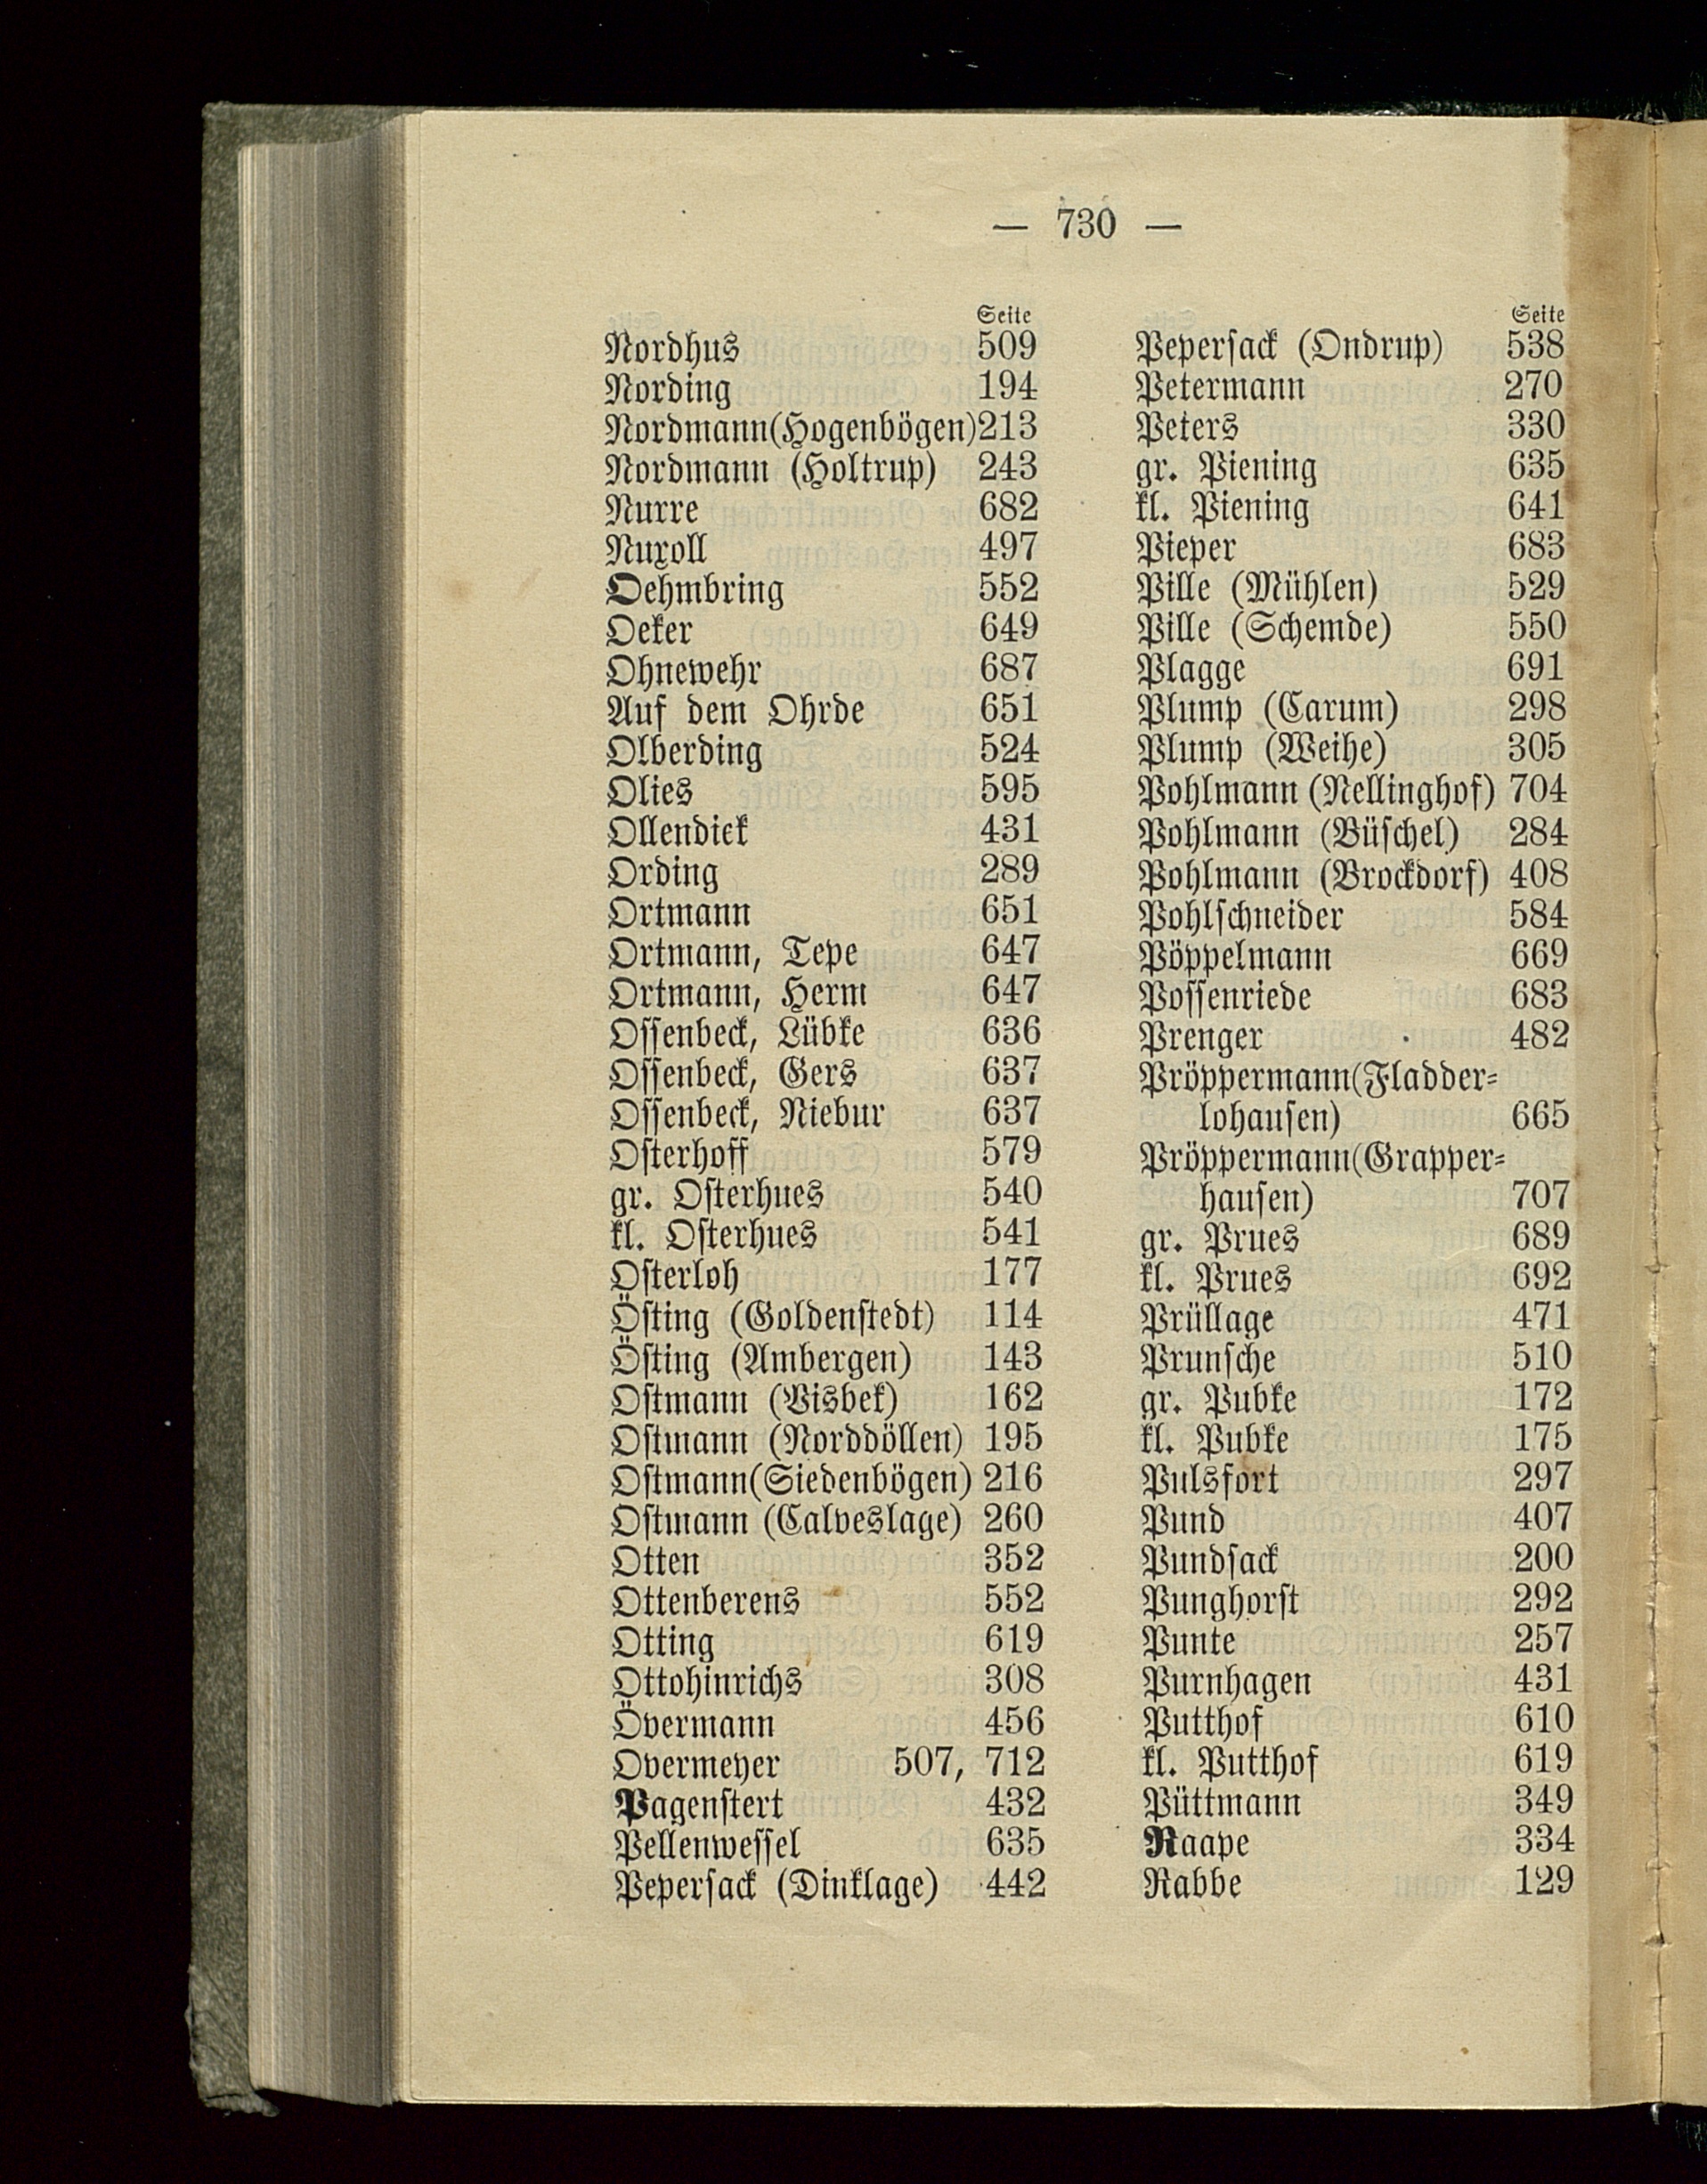 — 730 —
Seite
Nordhus 509
Nording 194
Nordmann(Hogenbögen)213
Nordmann (Holtrup) 243
Nurre 682
Nuxoll 497
Oehmbring 552
Oeker 649
Ohnewehr 687
Auf dem Ohrde 651
Olberding 524
Olies 595
Ollendiek 431
Ording 289
Ortmann 651
Ortmann, Tepe 647
Ortmann, Herm 647
Ossenbeck, Lübke 636
Ossenbeck, Gers 637
Ossenbeck, Niebur 637
Osterhoff 579
gr. Osterhues 540
kl. Osterhues 541
Osterloh 177
Östing (Goldenstedt) 114
Östing (Ambergen) 143
Ostmann (Visbek) 162
Ostmann (Norddöllen) 195
Ostmann(Siedenbögen) 216
Ostmann (Calveslage) 260
Otten 352
Ottenberens 552
Otting 619
Ottohinrichs 308
Övermann 456
Overmeyer 507, 712
Pagenstert 432
Pellenwessel 635
Pepersack (Dinklage) 442
Seite
Pepersack (Ondrup) 538
Petermann 270
Peters 330
gr. Piening 635
kl. Piening 641
Pieper 683
Pille (Mühlen) 529
Pille (Schemde) 550
Plagge 691
Plump (Carum) 298
Plump (Weihe) 305
Pohlmann (Nellinghof) 704
Pohlmann (Büschel) 284
Pohlmann (Brockdorf) 408
Pohlschneider 584
Pöppelmann 669
Possenriede 683
Prenger 482
Pröppermann(Fladder-
lohausen) 665
Pröppermann(Grapper-
hausen) 707
gr. Prues 689
kl. Prues 692
Prüllage 471
Prunsche 510
gr. Pubke 172
kl. Pubke 175
Pulsfort 297
Pund 407
Pundsack 200
Punghorst 292
Punte 257
Purnhagen 431
Putthof 610
kl. Putthof 619
Püttmann 349
Raape 334
Rabbe 129